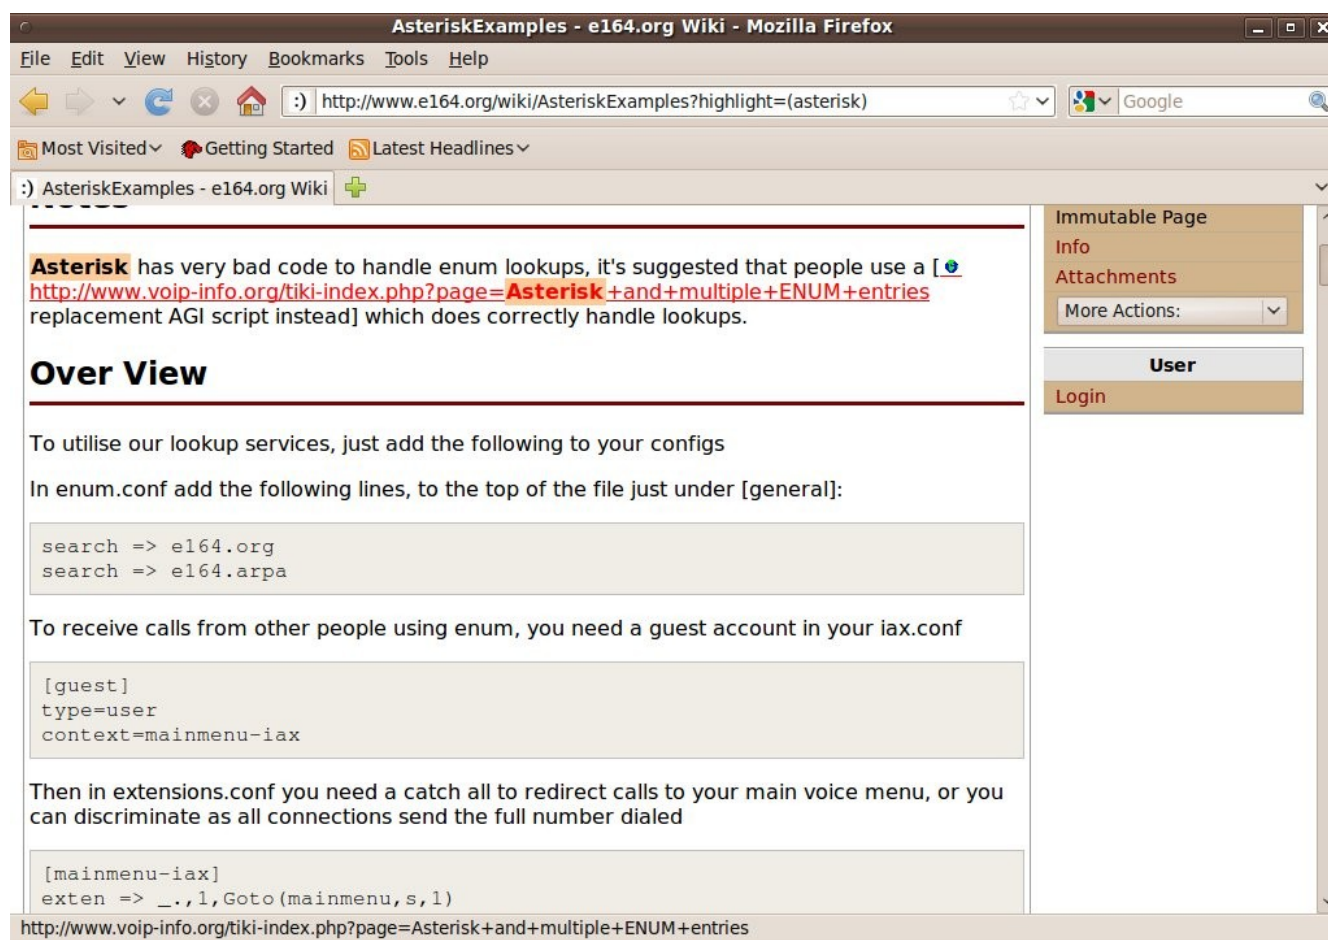 AsteriskExamples - e164.org Wiki - Mozilla Firefox
File Edit View History Bookmarks Tools Help
:) http://www.e164.org/wiki/AsteriskExamples?highlight=(asterisk) Google
Most Visited Getting Started Latest Headlines
:) AsteriskExamples - e164.org Wiki
Notes
Asterisk has very bad code to handle enum lookups, it's suggested that people use a [
http://www.voip-info.org/tiki-index.php?page=Asterisk+and+multiple+ENUM+entries
replacement AGI script instead] which does correctly handle lookups.
Over View
To utilise our lookup services, just add the following to your configs
In enum.conf add the following lines, to the top of the file just under [general]:
search => e164.org
search => e164.arpa
To receive calls from other people using enum, you need a guest account in your iax.conf
[guest]
type=user
context=mainmenu-iax
Then in extensions.conf you need a catch all to redirect calls to your main voice menu, or you
can discriminate as all connections send the full number dialed
[mainmenu-iax]
exten => _.,1,Goto(mainmenu,s,1)
Immutable Page
Info
Attachments
More Actions:
User
Login
http://www.voip-info.org/tiki-index.php?page=Asterisk+and+multiple+ENUM+entries